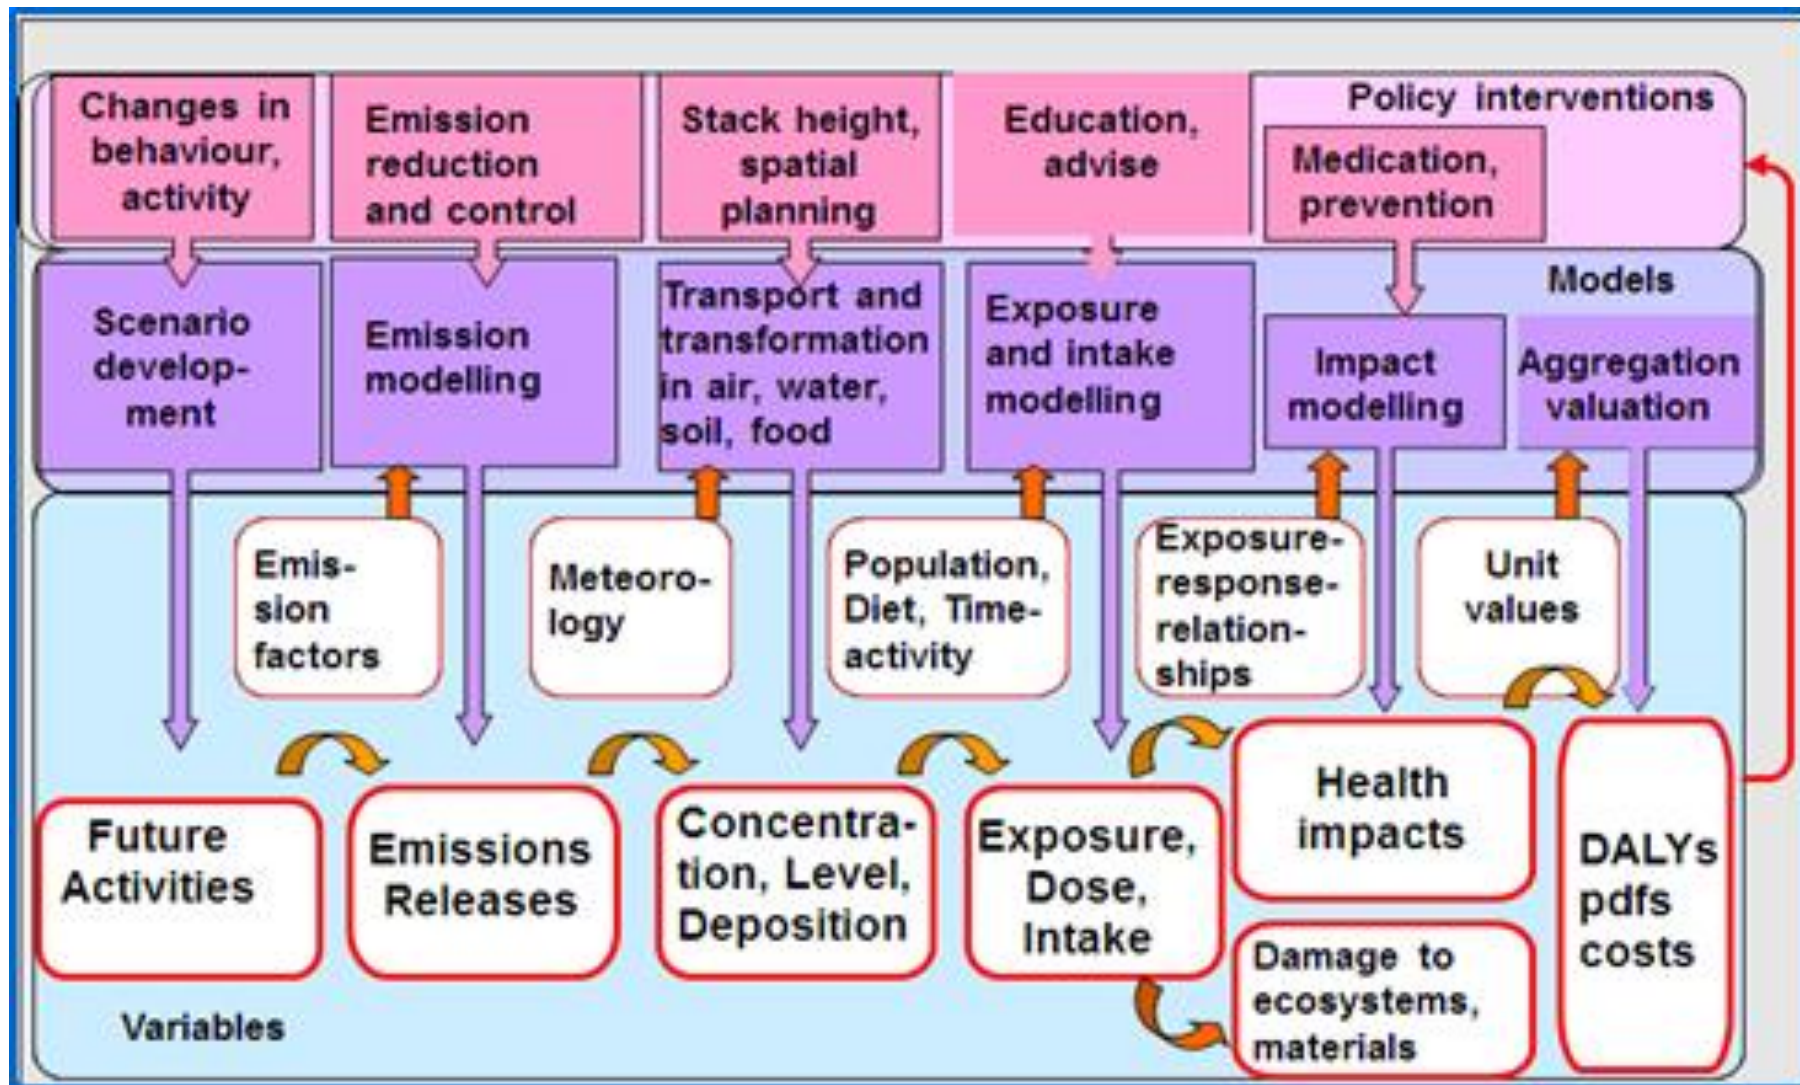 Changes in
behaviour,
activity
Emission
reduction
and control
Stack height,
spatial
planning
Education,
advise
Policy interventions
Medication,
prevention
Models
Scenario
develop-
ment
Emission
modelling
Transport and
transformation
in air, water,
soil, food
Exposure
and intake
modelling
Impact
modelling
Aggregation
valuation
Emis-
sion
factors
Meteoro-
logy
Population,
Diet, Time-
activity
Exposure-
response-
relation-
ships
Unit
values
Future
Activities
Emissions
Releases
Concentra-
tion, Level,
Deposition
Exposure,
Dose,
Intake
Health
impacts
Damage to
ecosystems,
materials
DALYs
pdfs
costs
Variables